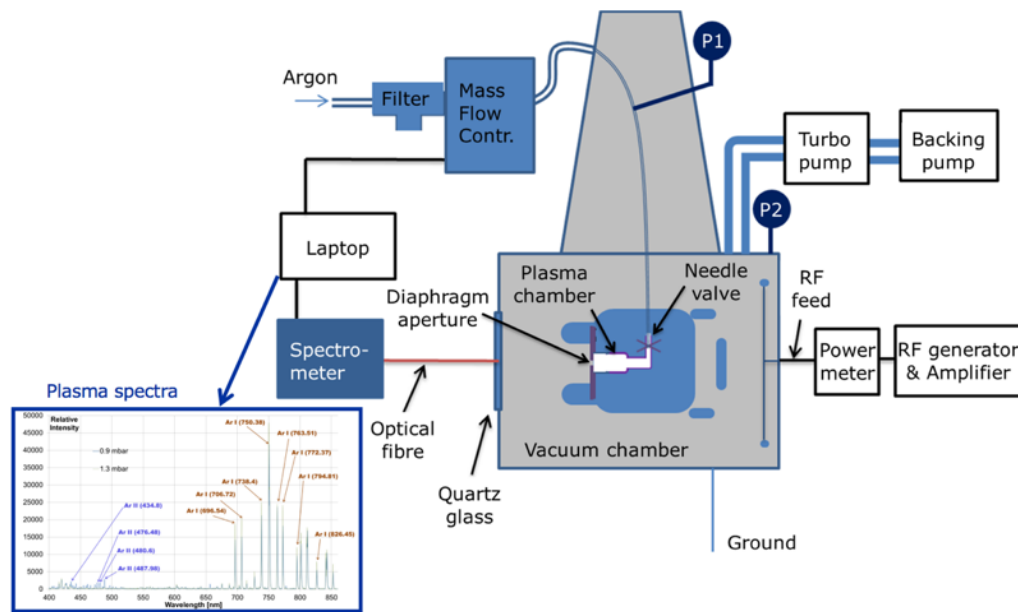 P1
Argon
Filter
Mass
Flow
Contr.
Turbo
pump
Backing
pump
P2
Laptop
Plasma
chamber
Needle
valve
RF
feed
Diaphragm
aperture
Spectro-
meter
Power
meter
RF generator
& Amplifier
Optical
fibre
Vacuum chamber
Quartz
glass
Ground
Plasma spectra
50000
45000
40000
35000
30000
25000
20000
15000
10000
5000
0
Relative
Intensity
0.9 mbar
1.3 mbar
Ar I (750.38)
Ar I (763.51)
Ar I (772.37)
Ar I (794.81)
Ar I (738.4)
Ar I (706.72)
Ar I (696.54)
Ar I (826.45)
Ar II (434.8)
Ar II (476.48)
Ar II (480.6)
Ar II (487.98)
400 450 500 550 600 650 700 750 800 850
Wavelength [nm]